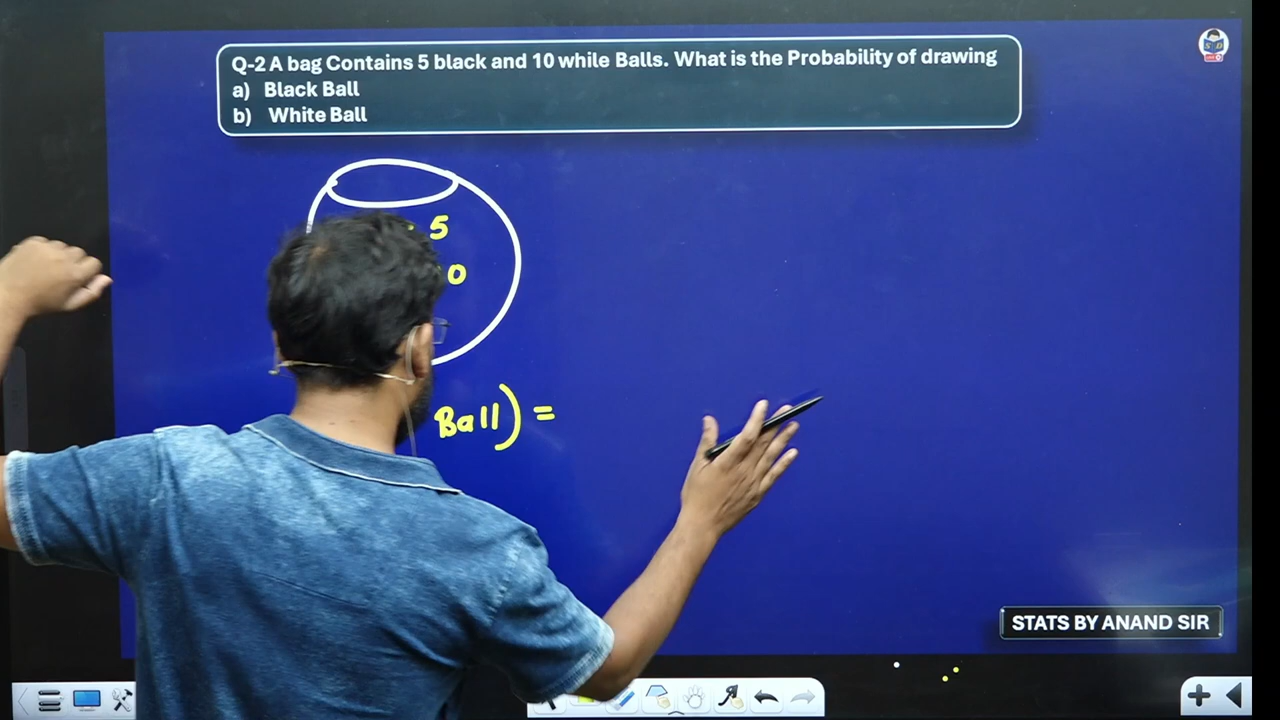 Q-2 A bag Contains 5 black and 10 while Balls. What is the Probability of drawing
a) Black Ball
b) White Ball
5
0
Ball) =
STATS BY ANAND SIR